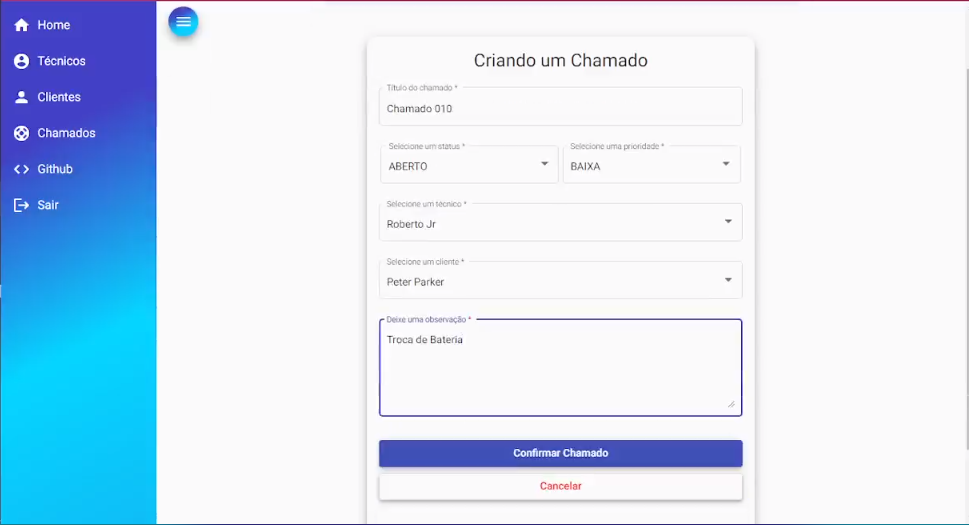 Home
Técnicos
Clientes
Chamados
Github
Sair
Criando um Chamado
Título do chamado *
Chamado 010
Selecione um status *
ABERTO
Selecione uma prioridade *
BAIXA
Selecione um técnico *
Roberto Jr
Selecione um cliente *
Peter Parker
Deixe uma observação *
Troca de Bateria
Confirmar Chamado
Cancelar